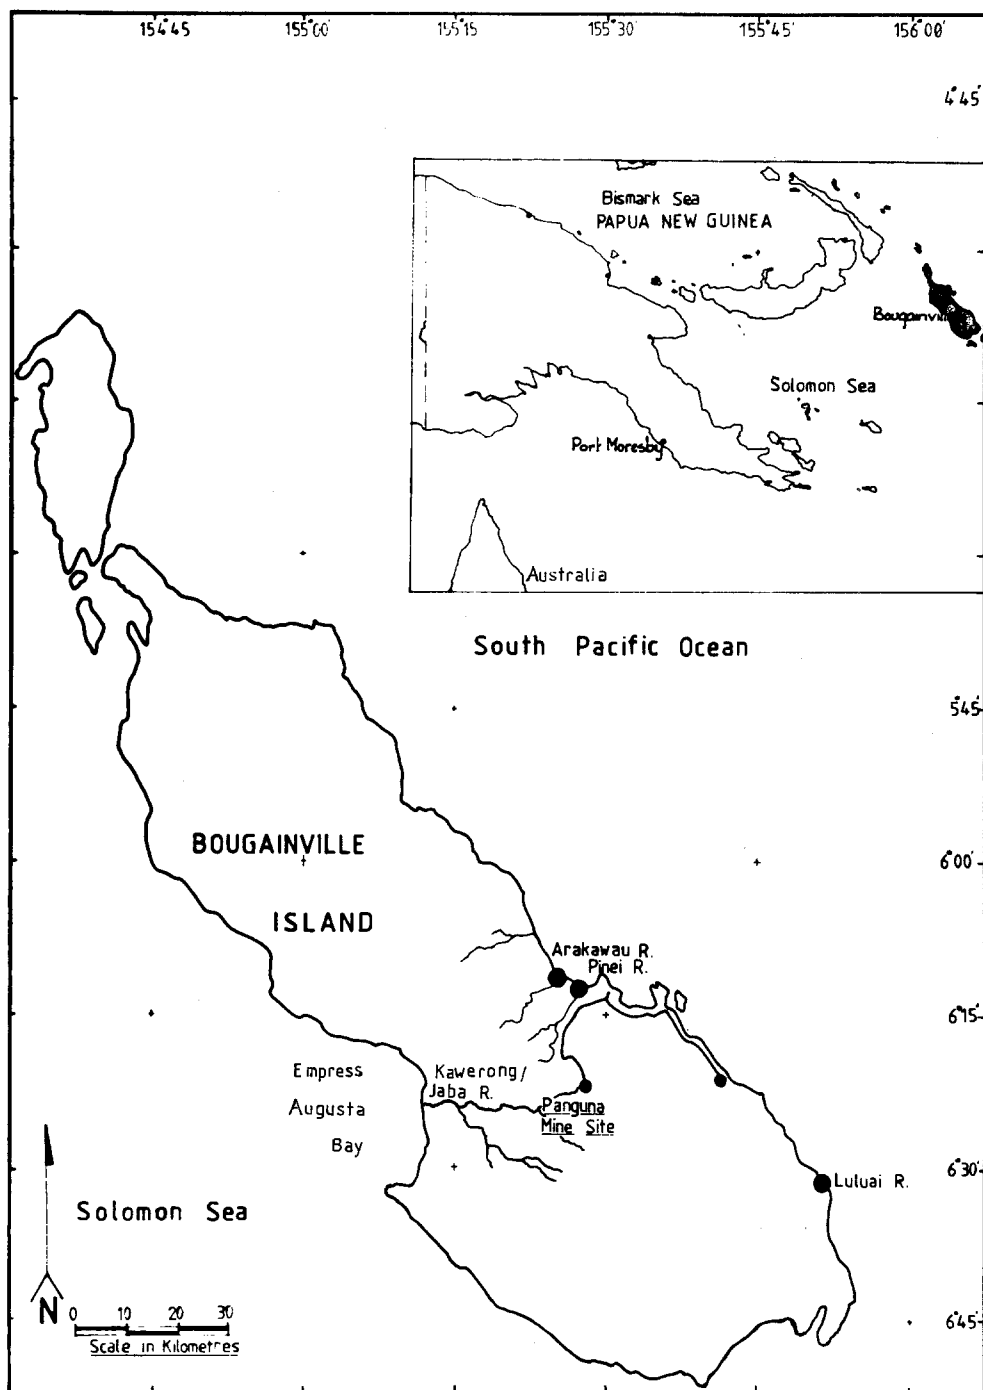 154°45 155°00 155°15 155°30 155°45 156°00
4°45'
Bismark Sea
PAPUA NEW GUINEA
Bougainville
Solomon Sea
Port Moresby
Australia
South Pacific Ocean
5°45'
BOUGAINVILLE
6°00'
ISLAND
Arakawau R.
Pinei R.
6°15'
Empress
Augusta
Bay
Kawerong/
Jaba R.
Panguna
Mine Site
6°30'
Luluai R.
Solomon Sea
N
0 10 20 30
Scale in Kilometres
6°45'